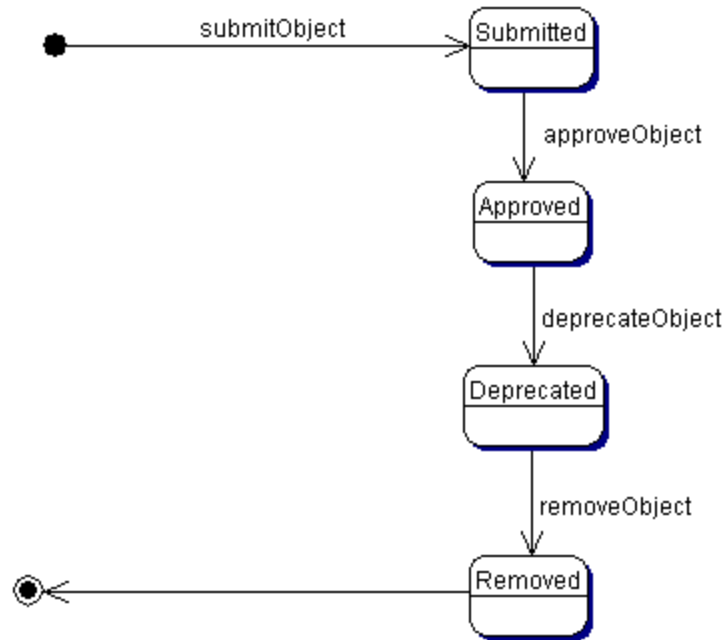 submitObject
Submitted
approveObject
Approved
deprecateObject
Deprecated
removeObject
Removed